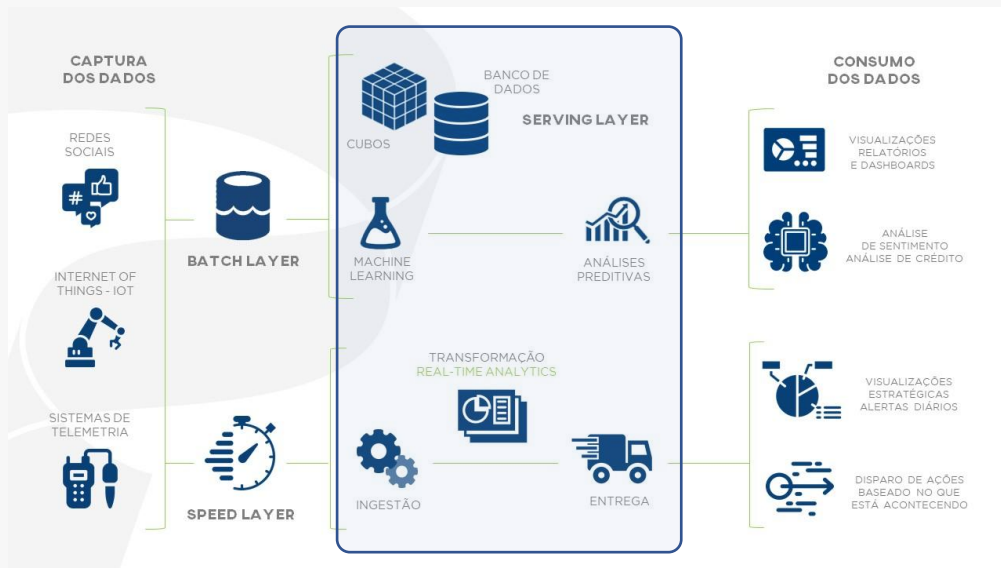 CAPTURA
DOS DADOS
REDES
SOCIAIS
INTERNET OF
THINGS - IOT
SISTEMAS DE
TELEMETRIA
BATCH LAYER
SPEED LAYER
CUBOS
BANCO DE
DADOS
SERVING LAYER
MACHINE
LEARNING
ANÁLISES
PREDITIVAS
TRANSFORMAÇÃO
REAL-TIME ANALYTICS
INGESTÃO
ENTREGA
CONSUMO
DOS DADOS
VISUALIZAÇÕES
RELATÓRIOS
E DASHBOARDS
ANÁLISE
DE SENTIMENTO
ANÁLISE DE CRÉDITO
VISUALIZAÇÕES
ESTRATÉGICAS
ALERTAS DIÁRIOS
DISPARO DE AÇÕES
BASEADO NO QUE
ESTÁ ACONTECENDO